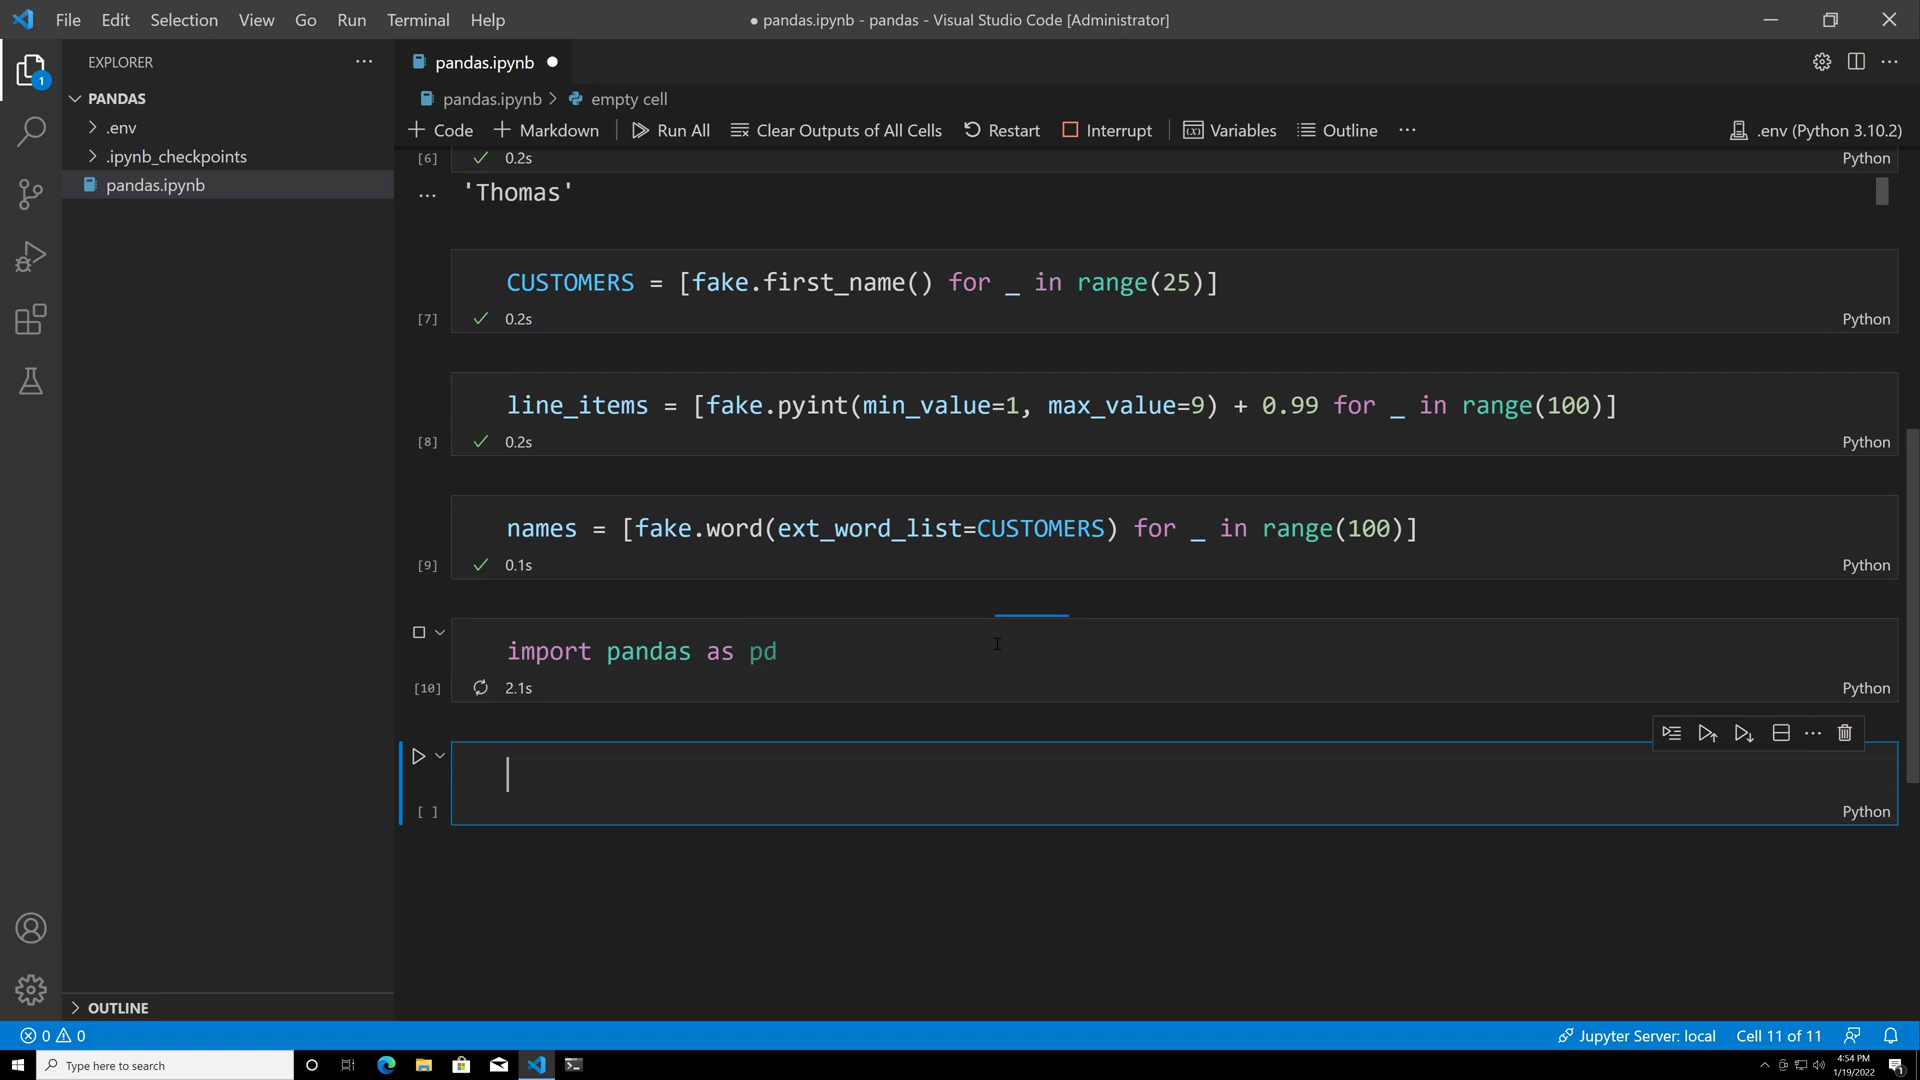 File Edit Selection View Go Run Terminal Help
● pandas.ipynb - pandas - Visual Studio Code [Administrator]
1
EXPLORER
PANDAS
.env
.ipynb_checkpoints
pandas.ipynb
OUTLINE
pandas.ipynb
pandas.ipynb > empty cell
+ Code + Markdown Run All Clear Outputs of All Cells Restart Interrupt Variables Outline ... .env (Python 3.10.2)
[6] 0.2s Python
... 'Thomas'
CUSTOMERS = [fake.first_name() for _ in range(25)]
[7] 0.2s Python
line_items = [fake.pyint(min_value=1, max_value=9) + 0.99 for _ in range(100)]
[8] 0.2s Python
names = [fake.word(ext_word_list=CUSTOMERS) for _ in range(100)]
[9] 0.1s Python
import pandas as pd
[10] 2.1s Python
[ ] Python
0 0
Jupyter Server: local Cell 11 of 11
Type here to search
4:54 PM
1/19/2022
1